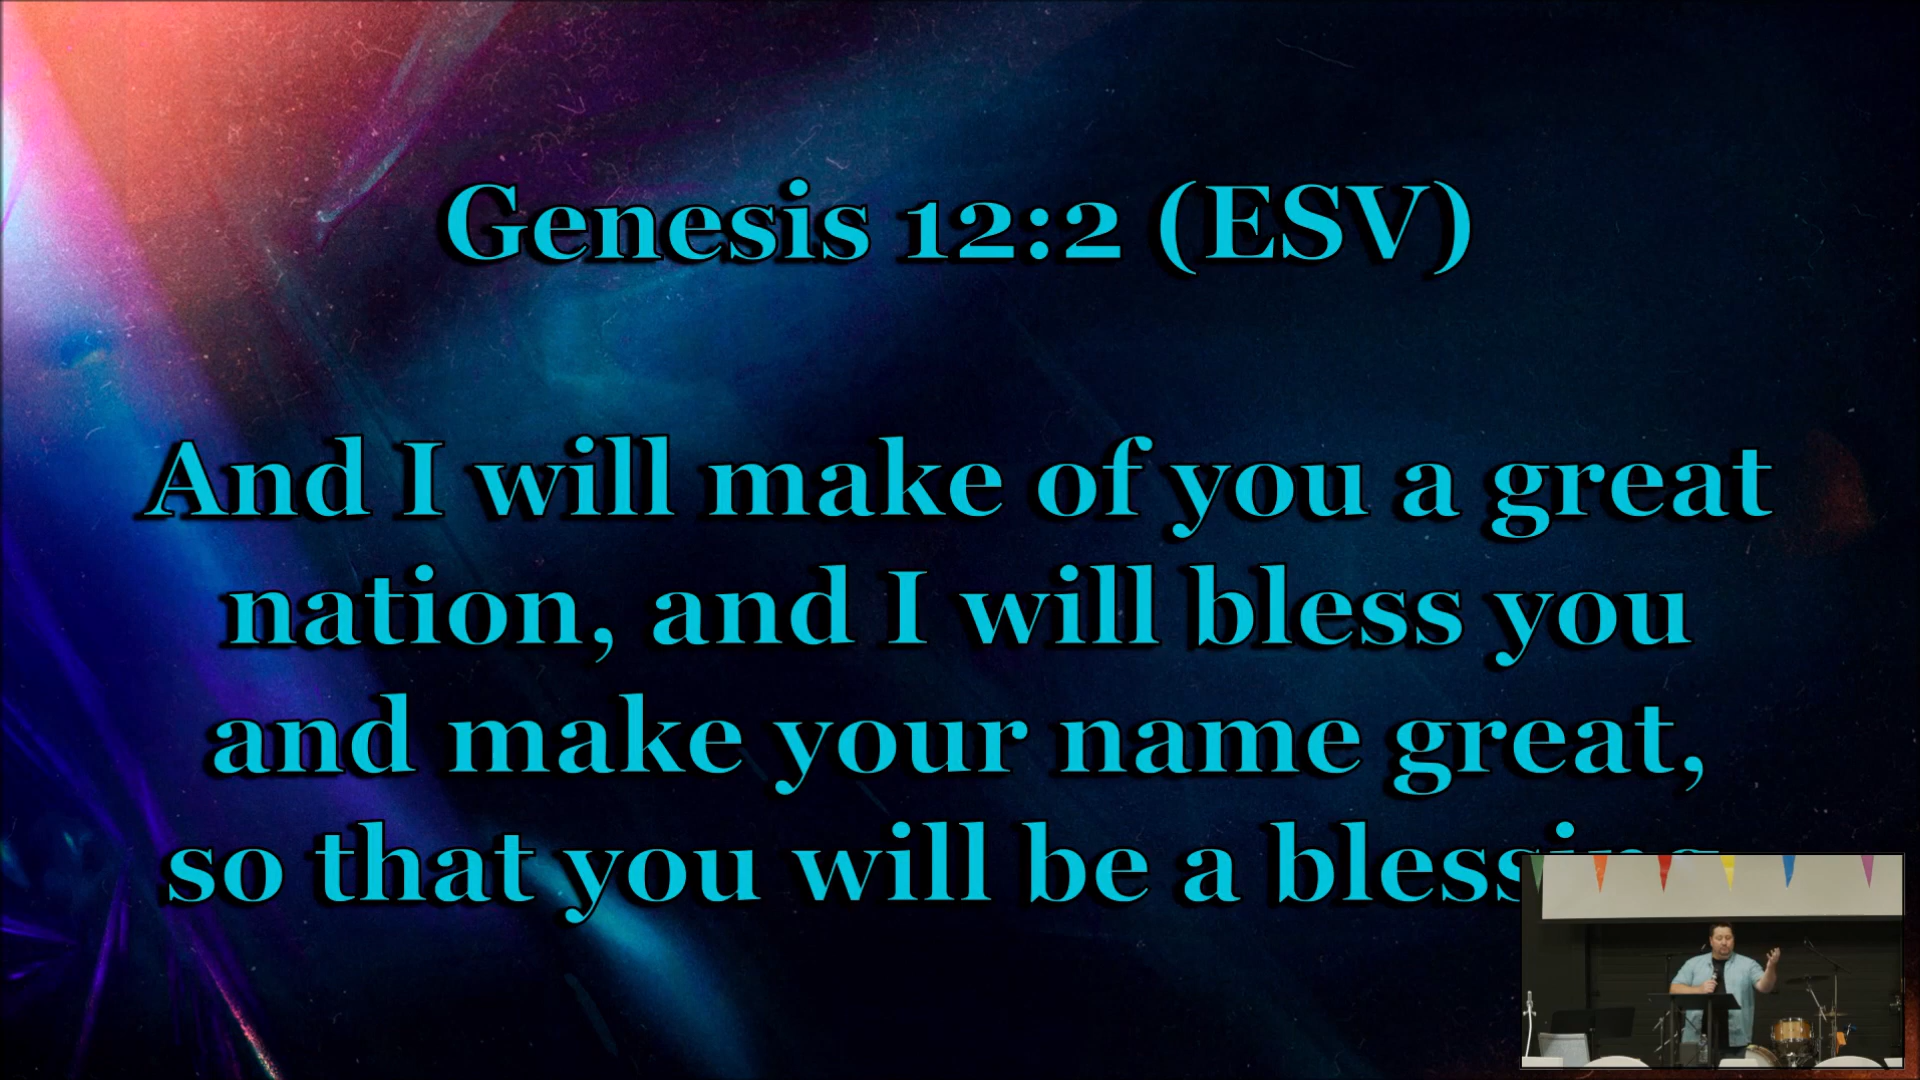 Genesis 12:2 (ESV)
And I will make of you a great
nation, and I will bless you
and make your name great,
so that you will be a blessing